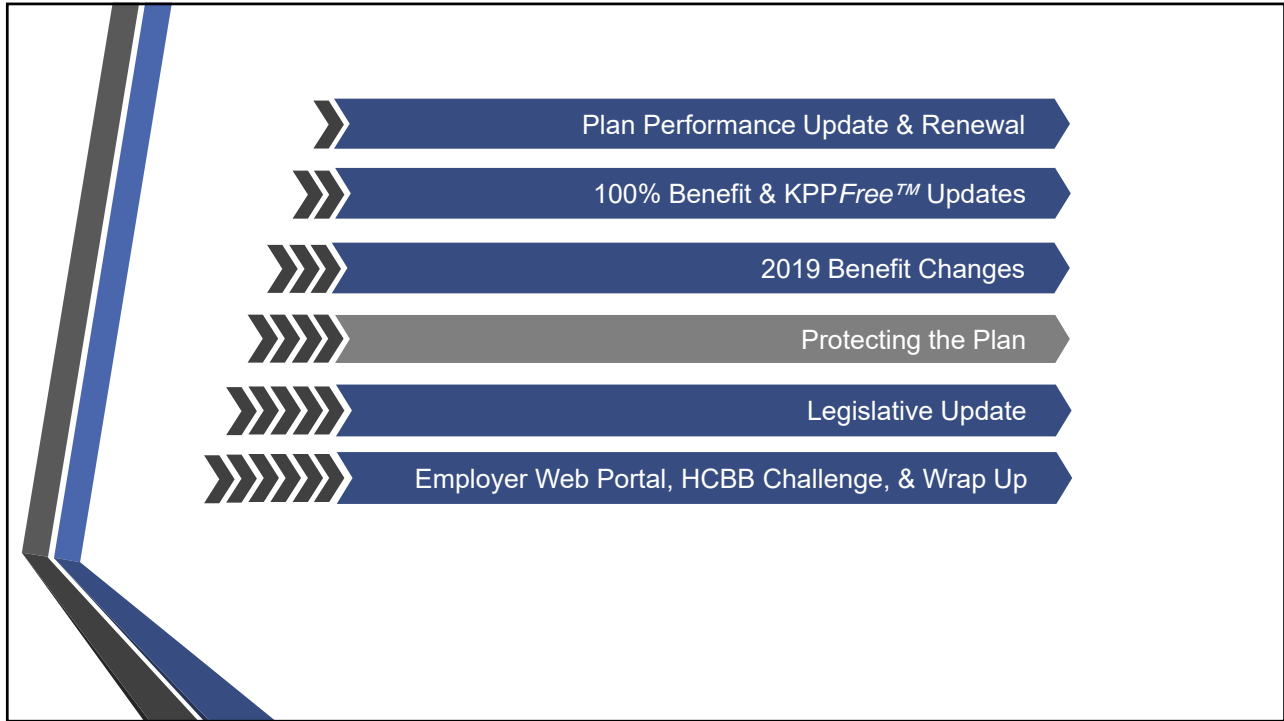 Plan Performance Update & Renewal
100% Benefit & KPPFree™ Updates
2019 Benefit Changes
Protecting the Plan
Legislative Update
Employer Web Portal, HCBB Challenge, & Wrap Up